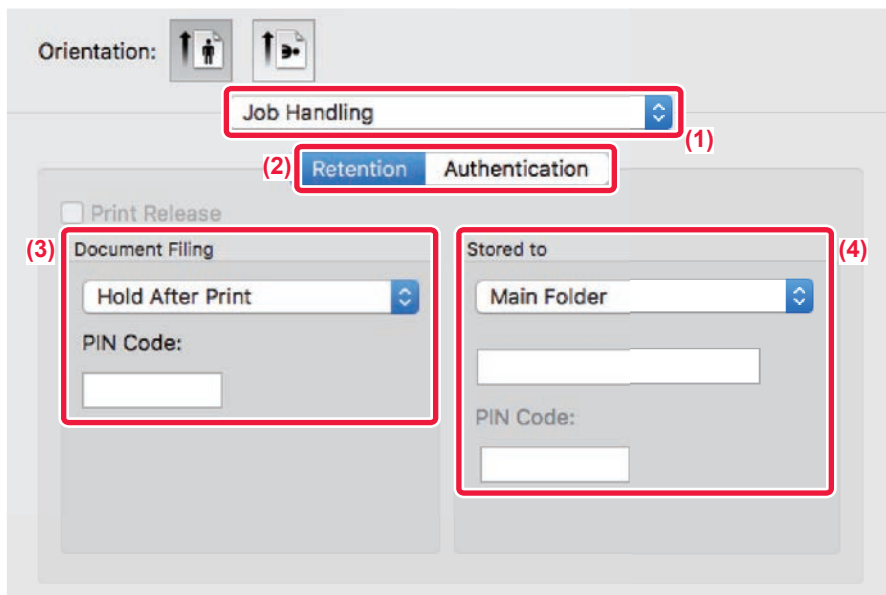 Orientation:
Job Handling
(1)
(2)
Retention Authentication
Print Release
(3)
Document Filing
Hold After Print
PIN Code:
Stored to
(4)
Main Folder
PIN Code: